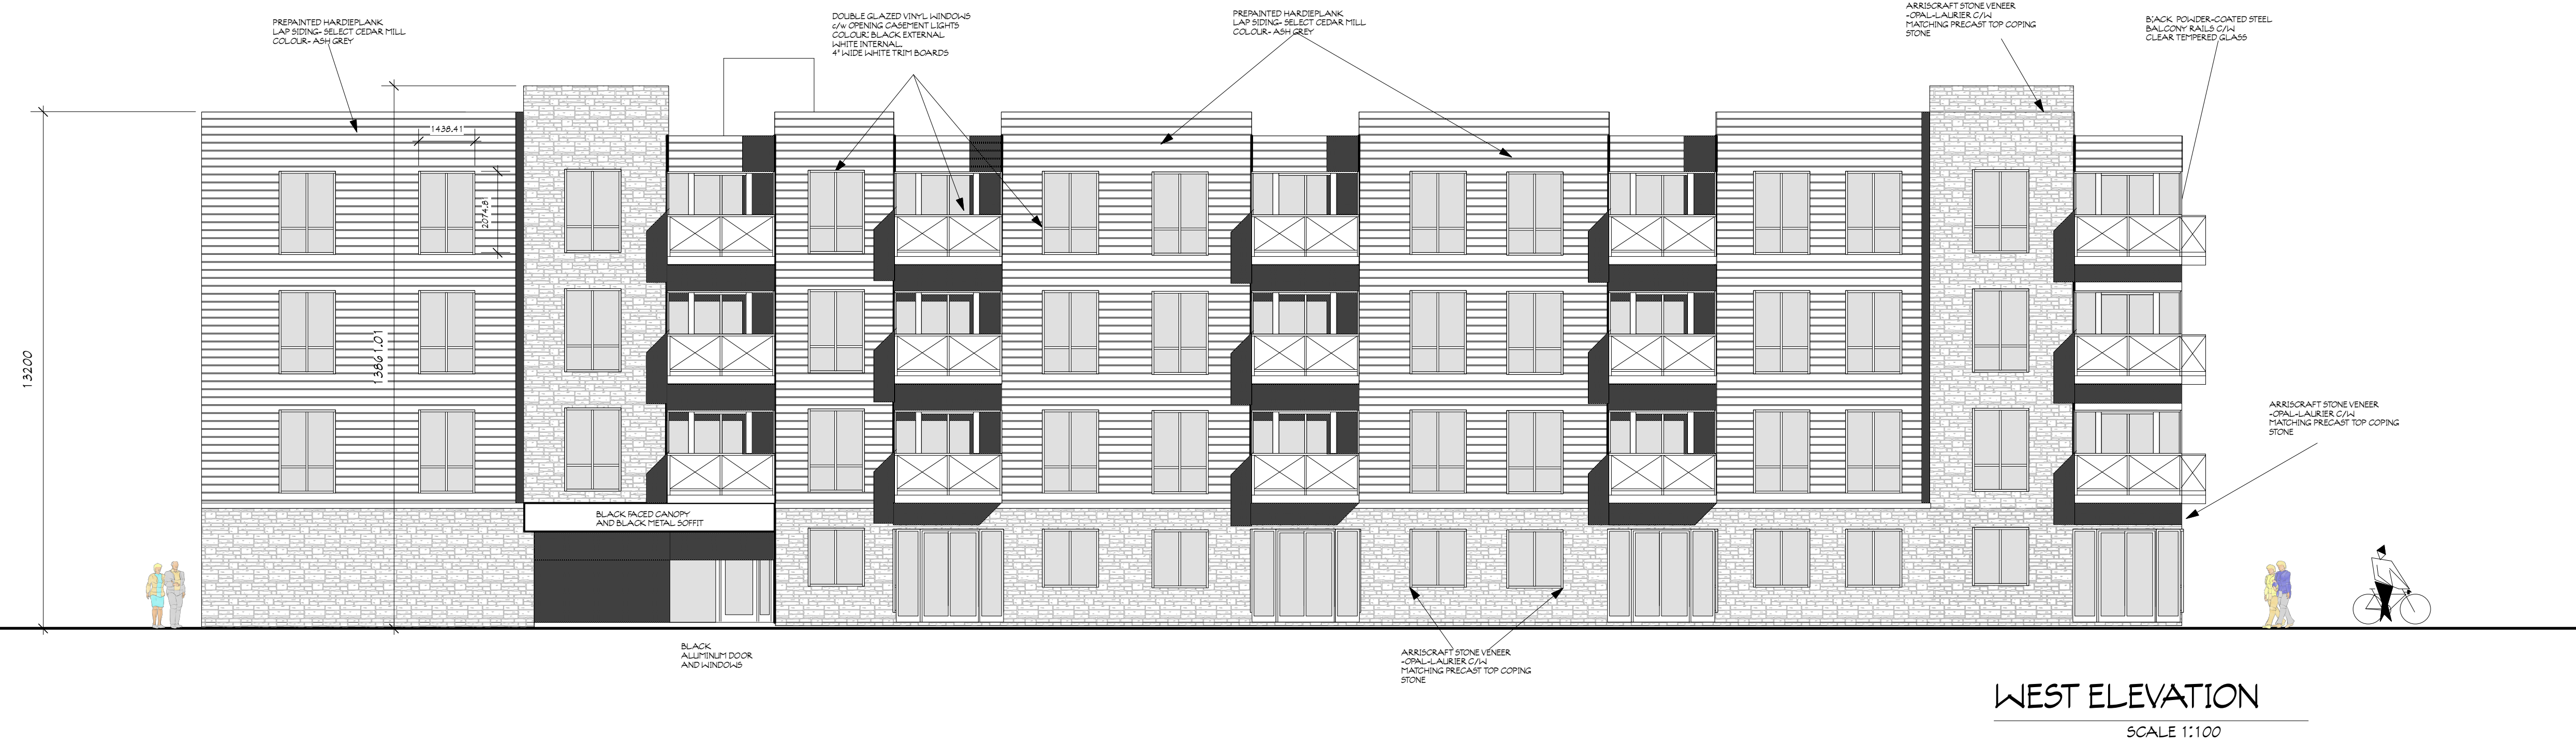 PREPAINTED HARDIEPLANK
LAP SIDING- SELECT CEDAR MILL
COLOUR- ASH GREY
DOUBLE GLAZED VINYL WINDOWS
c/w OPENING CASEMENT LIGHTS
COLOUR: BLACK EXTERNAL
WHITE INTERNAL.
4" WIDE WHITE TRIM BOARDS
PREPAINTED HARDIEPLANK
LAP SIDING- SELECT CEDAR MILL
COLOUR- ASH GREY
ARRISCRAFT STONE VENEER
-OPAL-LAURIER C/W
MATCHING PRECAST TOP COPING
STONE
BLACK POWDER-COATED STEEL
BALCONY RAILS C/W
CLEAR TEMPERED GLASS
1438.41
2074.81
13200
13861.01
ARRISCRAFT STONE VENEER
-OPAL-LAURIER C/W
MATCHING PRECAST TOP COPING
STONE
BLACK FACED CANOPY
AND BLACK METAL SOFFIT
BLACK
ALUMINUM DOOR
AND WINDOWS
ARRISCRAFT STONE VENEER
-OPAL-LAURIER C/W
MATCHING PRECAST TOP COPING
STONE
WEST ELEVATION
SCALE 1:100